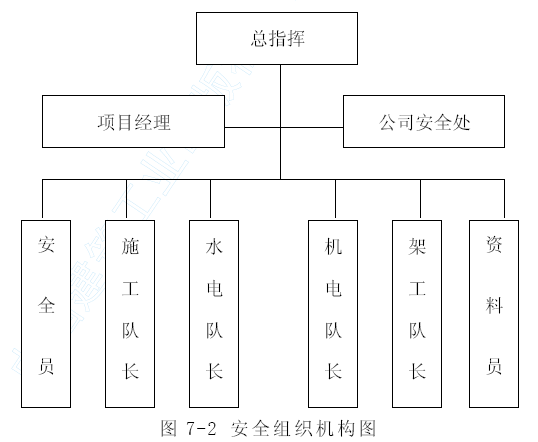 总指挥
项目经理
公司安全处
安全员
施工队长
水电队长
机电队长
架工队长
资料员
图 7-2 安全组织机构图